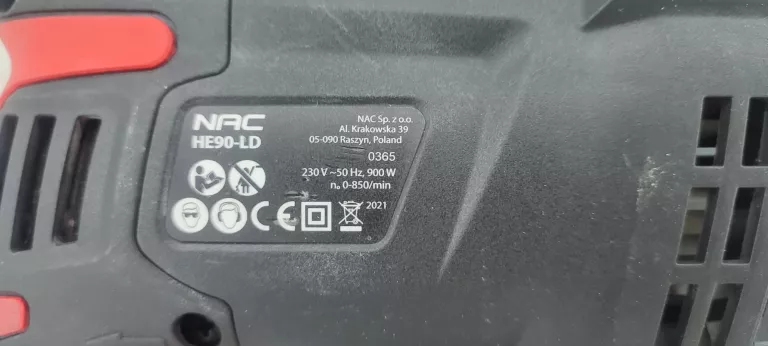 NAC
HE90-LD
NAC Sp. z o.o.
Al. Krakowska 39
05-090 Raszyn, Poland
0365
230 V ~50 Hz, 900 W
n₀ 0-850/min
CE
2021